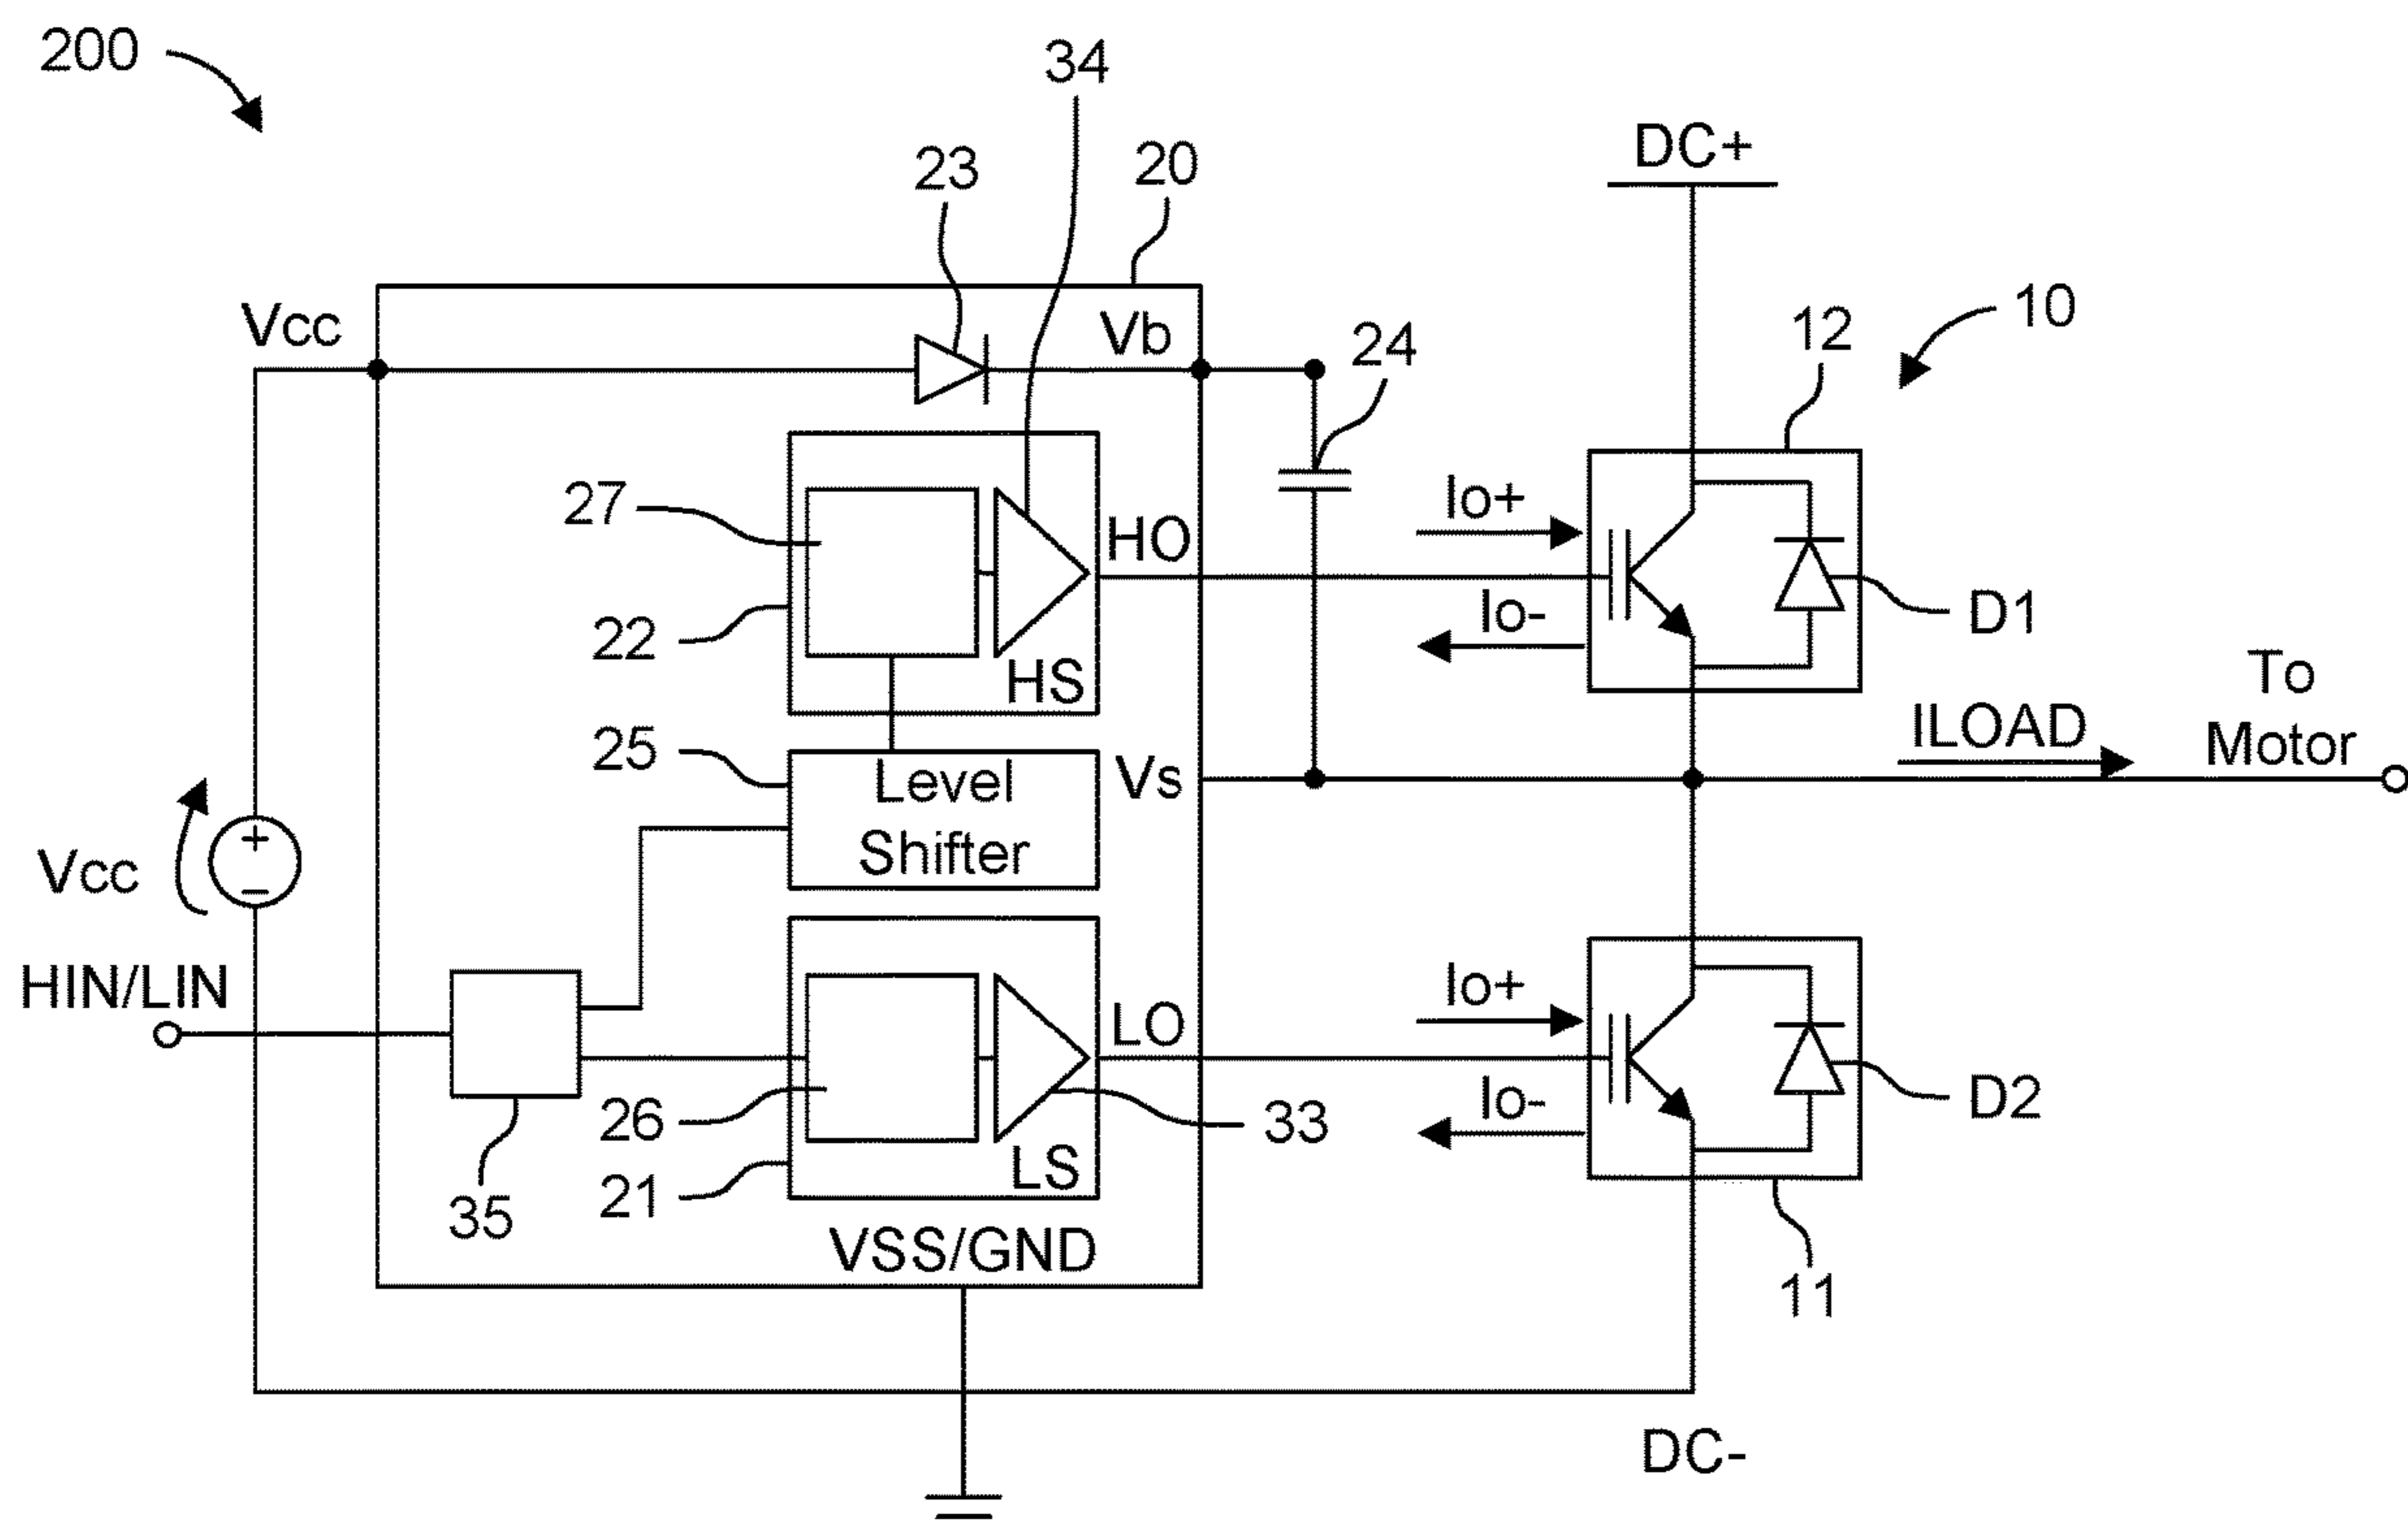 200
34
23
20
DC+
Vcc
Vb
24
12
10
27
HO
Io+
22
HS
Io-
D1
25
Level
Shifter
Vs
ILOAD
To
Motor
Vcc
+
−
HIN/LIN
LO
Io+
26
33
Io-
D2
35
21
LS
VSS/GND
11
DC-